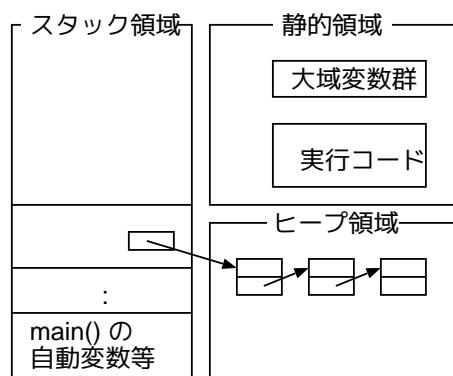 スタック領域
静的領域
大域変数群
実行コード
ヒープ領域
:
main() の
自動変数等